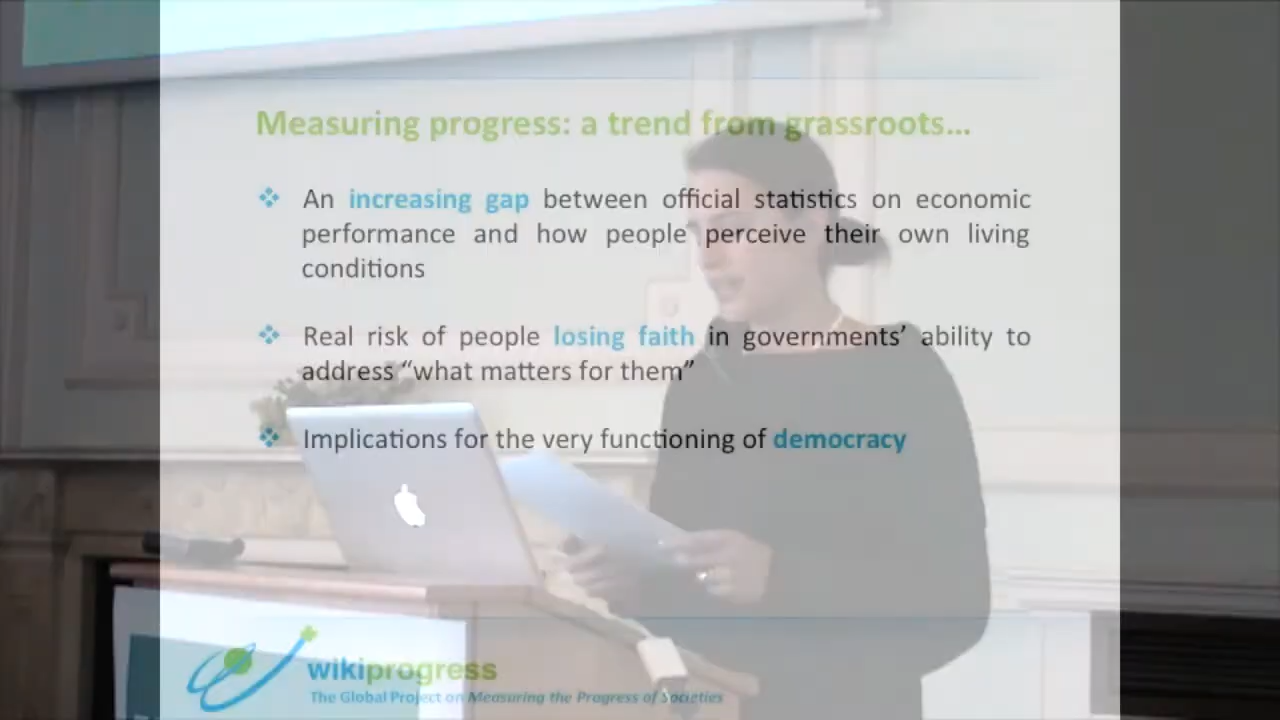 Measuring progress: a trend from grassroots...
❖ An increasing gap between official statistics on economic
performance and how people perceive their own living
conditions
❖ Real risk of people losing faith in governments’ ability to
address “what matters for them”
❖ Implications for the very functioning of democracy
wikiprogress
The Global Project on Measuring the Progress of Societies